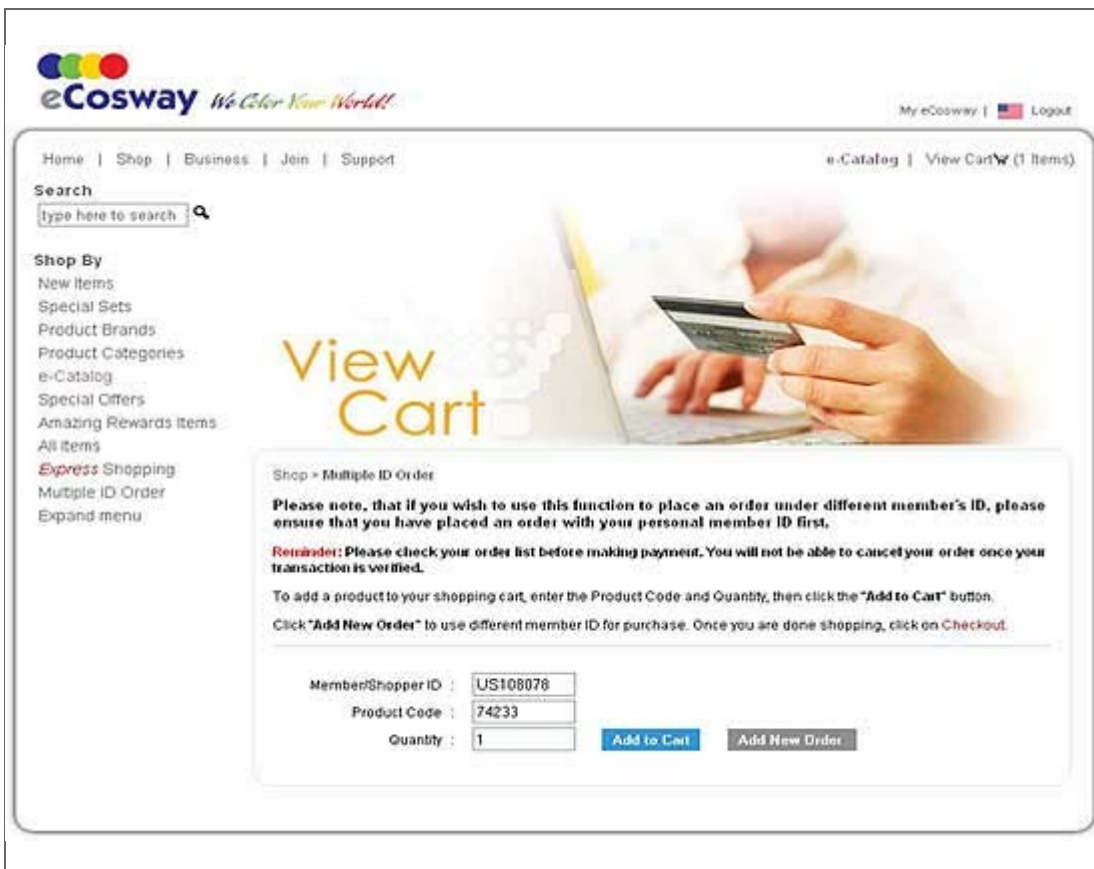 eCosway We Color Your World!
My eCosway | Logout
Home | Shop | Business | Join | Support
e-Catalog | View Cart (1 Items)
Search
type here to search
Shop By
New Items
Special Sets
Product Brands
Product Categories
e-Catalog
Special Offers
Amazing Rewards Items
All Items
Express Shopping
Multiple ID Order
Expand menu
View
Cart
Shop > Multiple ID Order
Please note, that if you wish to use this function to place an order under different member's ID, please
ensure that you have placed an order with your personal member ID first.
Reminder: Please check your order list before making payment. You will not be able to cancel your order once your
transaction is verified.
To add a product to your shopping cart, enter the Product Code and Quantity, then click the "Add to Cart" button.
Click "Add New Order" to use different member ID for purchase. Once you are done shopping, click on Checkout.
Member/Shopper ID : US108078
Product Code : 74233
Quantity : 1 Add to Cart Add New Order